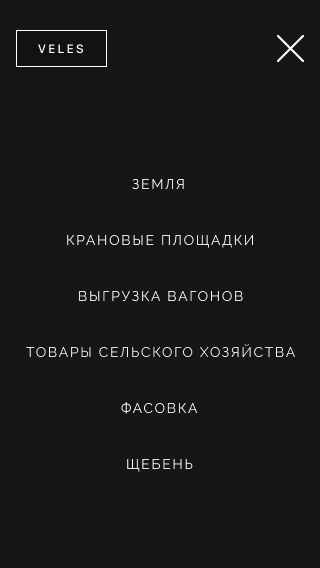 VELES
ЗЕМЛЯ
КРАНОВЫЕ ПЛОЩАДКИ
ВЫГРУЗКА ВАГОНОВ
ТОВАРЫ СЕЛЬСКОГО ХОЗЯЙСТВА
ФАСОВКА
ЩЕБЕНЬ